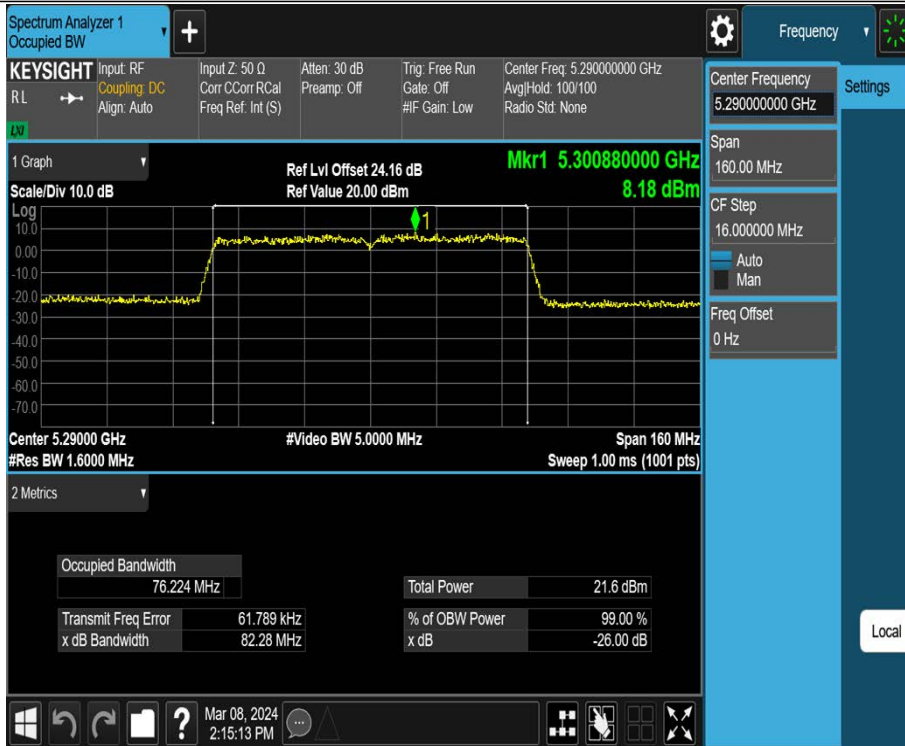 Spectrum Analyzer 1
Occupied BW
+
Frequency
KEYSIGHT
R L
LXI
Input: RF
Coupling: DC
Align: Auto
Input Z: 50 Ω
Corr CCorr RCal
Freq Ref: Int (S)
Atten: 30 dB
Preamp: Off
Trig: Free Run
Gate: Off
#IF Gain: Low
Center Freq: 5.290000000 GHz
Avg|Hold: 100/100
Radio Std: None
Center Frequency
5.290000000 GHz
Settings
Span
160.00 MHz
CF Step
16.000000 MHz
Auto
Man
Freq Offset
0 Hz
1 Graph
Scale/Div 10.0 dB
Ref Lvl Offset 24.16 dB
Ref Value 20.00 dBm
Mkr1 5.300880000 GHz
8.18 dBm
Log
1
10.0
0.00
-10.0
-20.0
-30.0
-40.0
-50.0
-60.0
-70.0
Center 5.29000 GHz
#Res BW 1.6000 MHz
#Video BW 5.0000 MHz
Span 160 MHz
Sweep 1.00 ms (1001 pts)
2 Metrics
Occupied Bandwidth
76.224 MHz
Total Power 21.6 dBm
Transmit Freq Error 61.789 kHz
% of OBW Power 99.00 %
x dB Bandwidth 82.28 MHz
x dB -26.00 dB
Local
?
Mar 08, 2024
2:15:13 PM